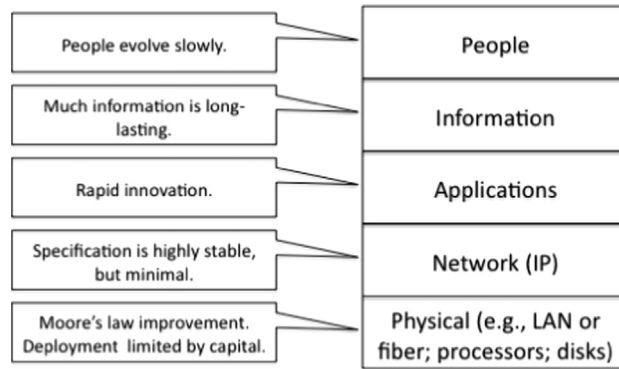 People evolve slowly.
People
Much information is long-
lasting.
Information
Rapid innovation.
Applications
Specification is highly stable,
but minimal.
Network (IP)
Moore's law improvement.
Deployment limited by capital.
Physical (e.g., LAN or
fiber; processors; disks)